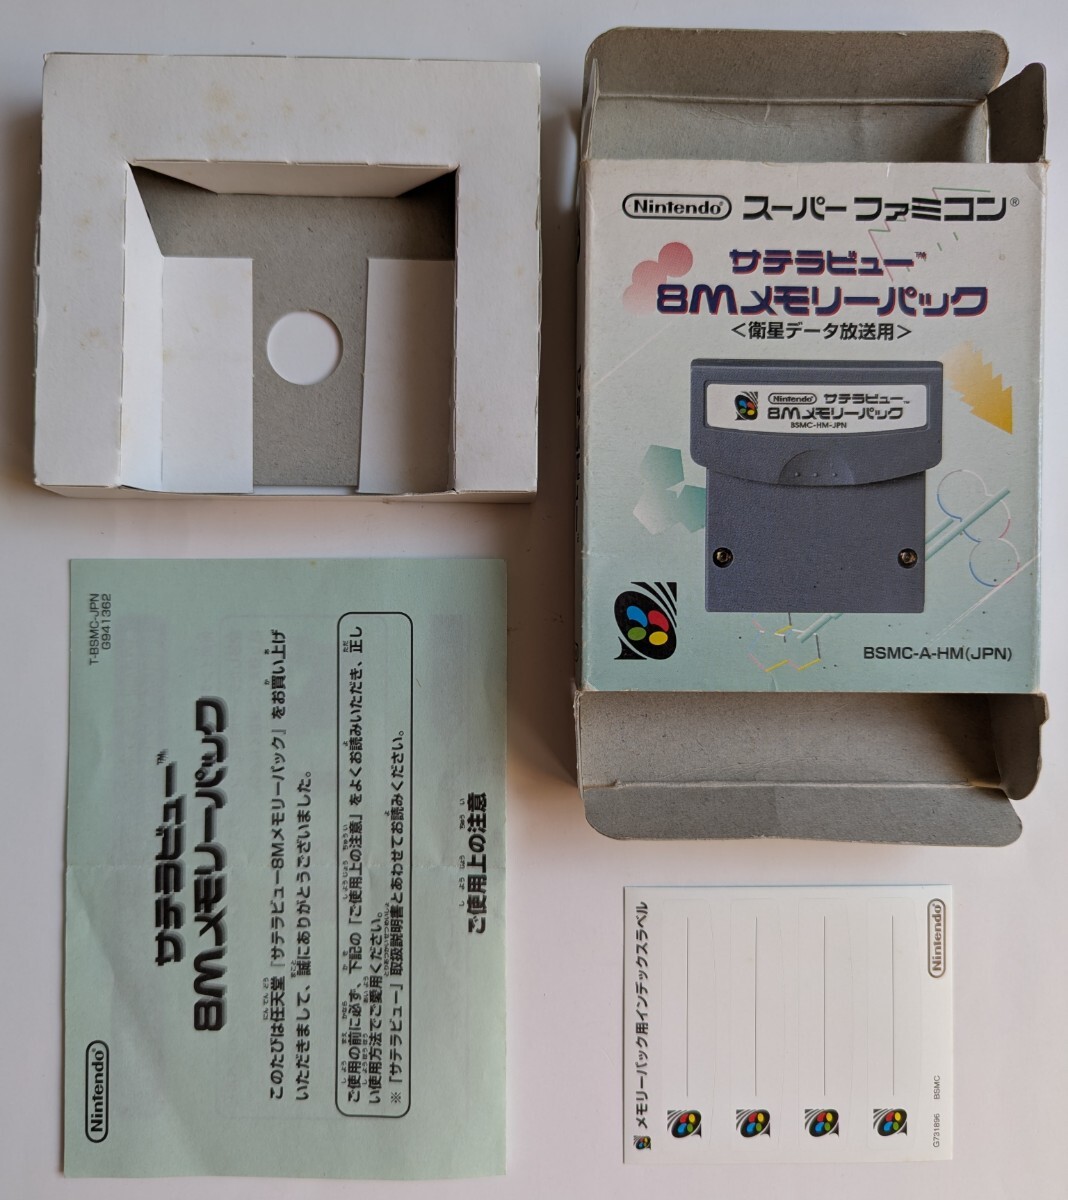 Nintendo スーパーファミコン®
サテラビュー™
8Mメモリーパック
<衛星データ放送用>
Nintendo サテラビュー™
8Mメモリーパック
BSMC-HM-JPN
BSMC-A-HM(JPN)
T-BSMC-JPN
G941362
サテラビュー™
8Mメモリーパック
このたびは任天堂「サテラビュー8Mメモリーパック」をお買い上げ
いただきまして、誠にありがとうございました。
ご使用の前に必ず、下記の「ご使用上の注意」をよくお読みいただき、正し
い使用方法でご愛用ください。
※「サテラビュー」取扱説明書とあわせてお読みください。
ご使用上の注意
Nintendo
メモリーパック用インデックスラベル
Nintendo
G731896 BSMC